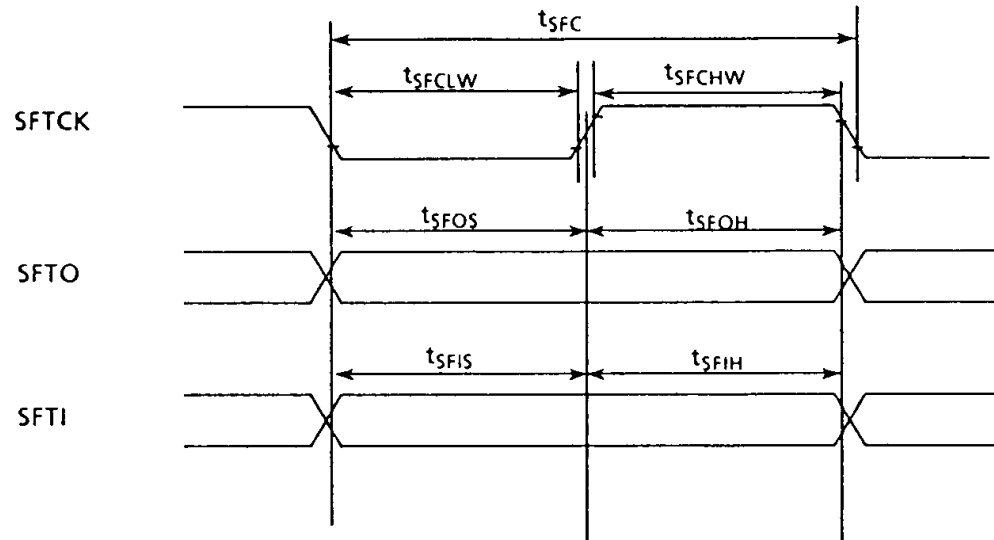 tSFC
tSFCLW tSFCHW
SFTCK
tSFOS tSFOH
SFTO
tSFIS tSFIH
SFTI